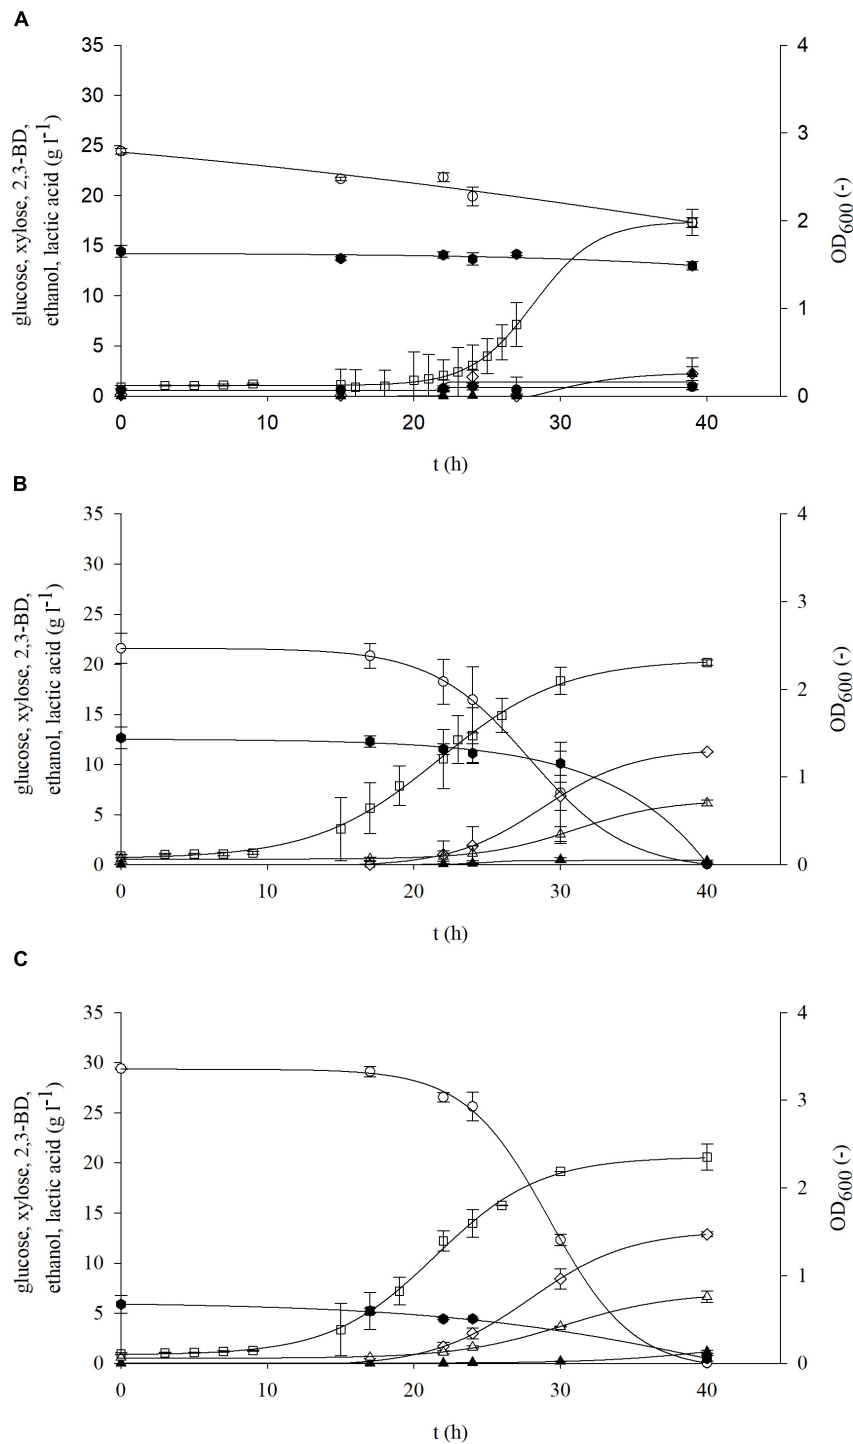 A
glucose, xylose, 2,3-BD,
ethanol, lactic acid (g l-1)
35
30
25
20
15
10
5
0
4
3
2
1
0
OD600 (-)
0 10 20 30 40
t (h)
B
glucose, xylose, 2,3-BD,
ethanol, lactic acid (g l-1)
35
30
25
20
15
10
5
0
4
3
2
1
0
OD600 (-)
0 10 20 30 40
t (h)
C
glucose, xylose, 2,3-BD,
ethanol, lactic acid (g l-1)
35
30
25
20
15
10
5
0
4
3
2
1
0
OD600 (-)
0 10 20 30 40
t (h)